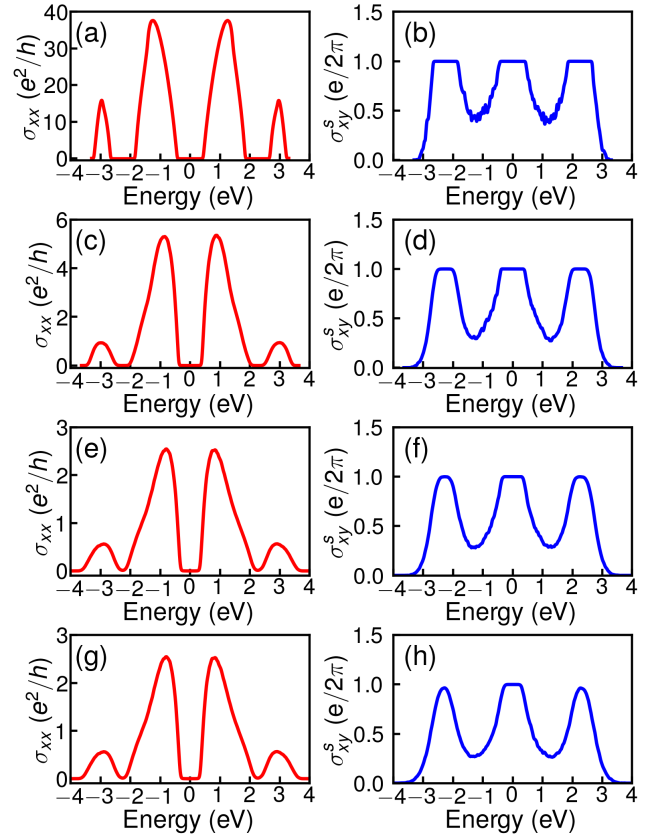 (a)
σxx (e²/h)
40
30
20
10
0
−4 −3 −2 −1 0 1 2 3 4
Energy (eV)
(b)
σˢxy (e/2π)
1.5
1.0
0.5
0.0
−4 −3 −2 −1 0 1 2 3 4
Energy (eV)
(c)
σxx (e²/h)
6
4
2
0
−4 −3 −2 −1 0 1 2 3 4
Energy (eV)
(d)
σˢxy (e/2π)
1.5
1.0
0.5
0.0
−4 −3 −2 −1 0 1 2 3 4
Energy (eV)
(e)
σxx (e²/h)
3
2
1
0
−4 −3 −2 −1 0 1 2 3 4
Energy (eV)
(f)
σˢxy (e/2π)
1.5
1.0
0.5
0.0
−4 −3 −2 −1 0 1 2 3 4
Energy (eV)
(g)
σxx (e²/h)
3
2
1
0
−4 −3 −2 −1 0 1 2 3 4
Energy (eV)
(h)
σˢxy (e/2π)
1.5
1.0
0.5
0.0
−4 −3 −2 −1 0 1 2 3 4
Energy (eV)